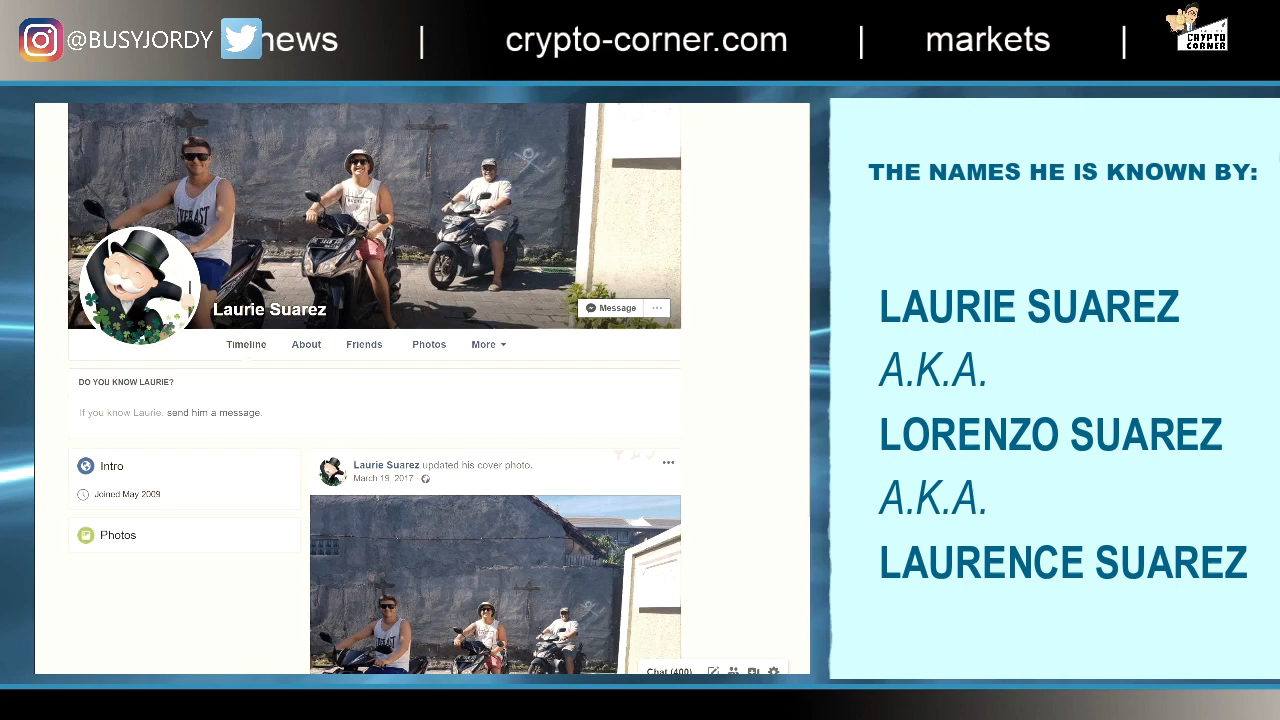 @BUSYJORDY news | crypto-corner.com | markets |
CRYPTO
CORNER
THE NAMES HE IS KNOWN BY:
LAURIE SUAREZ
A.K.A.
LORENZO SUAREZ
A.K.A.
LAURENCE SUAREZ
EVERLAST
Laurie Suarez
Message
Timeline About Friends Photos More
DO YOU KNOW LAURIE?
If you know Laurie, send him a message.
Intro
Joined May 2009
Photos
Laurie Suarez updated his cover photo.
March 19, 2017
Chat (400)